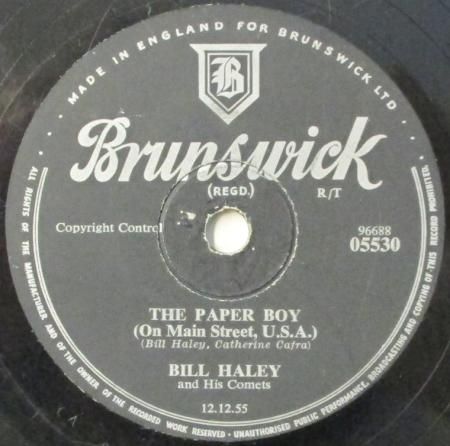 MADE IN ENGLAND FOR BRUNSWICK LTD
B
Brunswick
(REGD.)
R/T
Copyright Control
96688
05530
THE PAPER BOY
(On Main Street, U.S.A.)
(Bill Haley, Catherine Cafra)
BILL HALEY
and His Comets
12.12.55
ALL RIGHTS OF THE MANUFACTURER AND OF THE OWNER OF THE RECORDED WORK RESERVED • UNAUTHORISED PUBLIC PERFORMANCE, BROADCASTING AND COPYING OF THIS RECORD PROHIBITED.